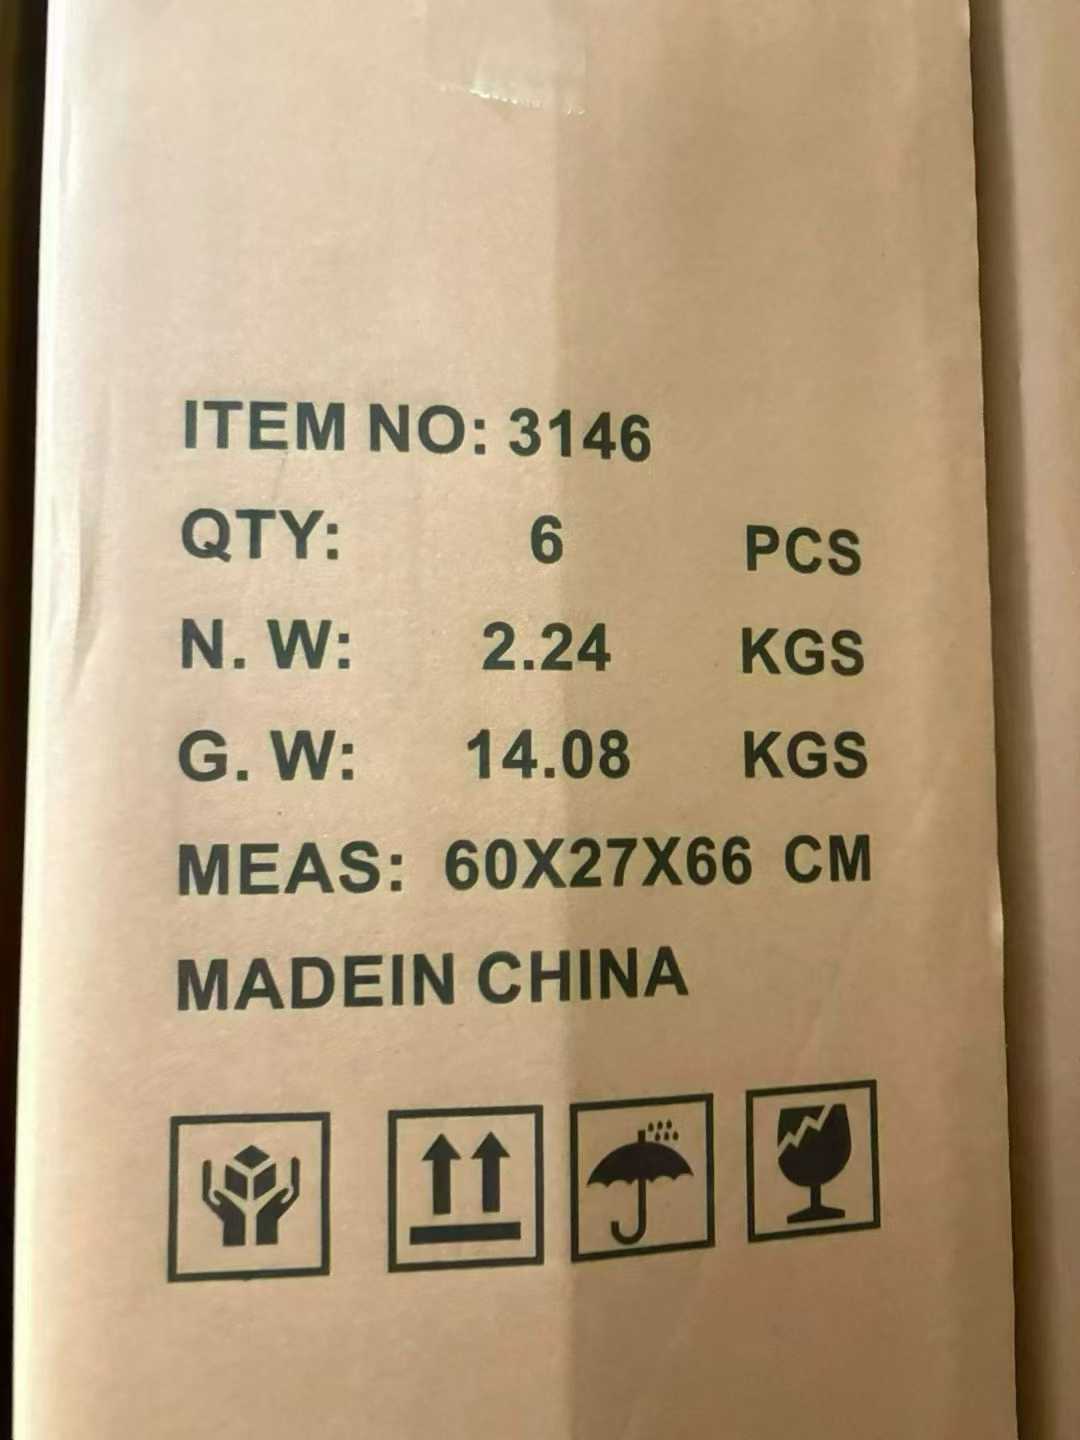 ITEM NO: 3146
QTY: 6 PCS
N. W: 2.24 KGS
G. W: 14.08 KGS
MEAS: 60X27X66 CM
MADEIN CHINA